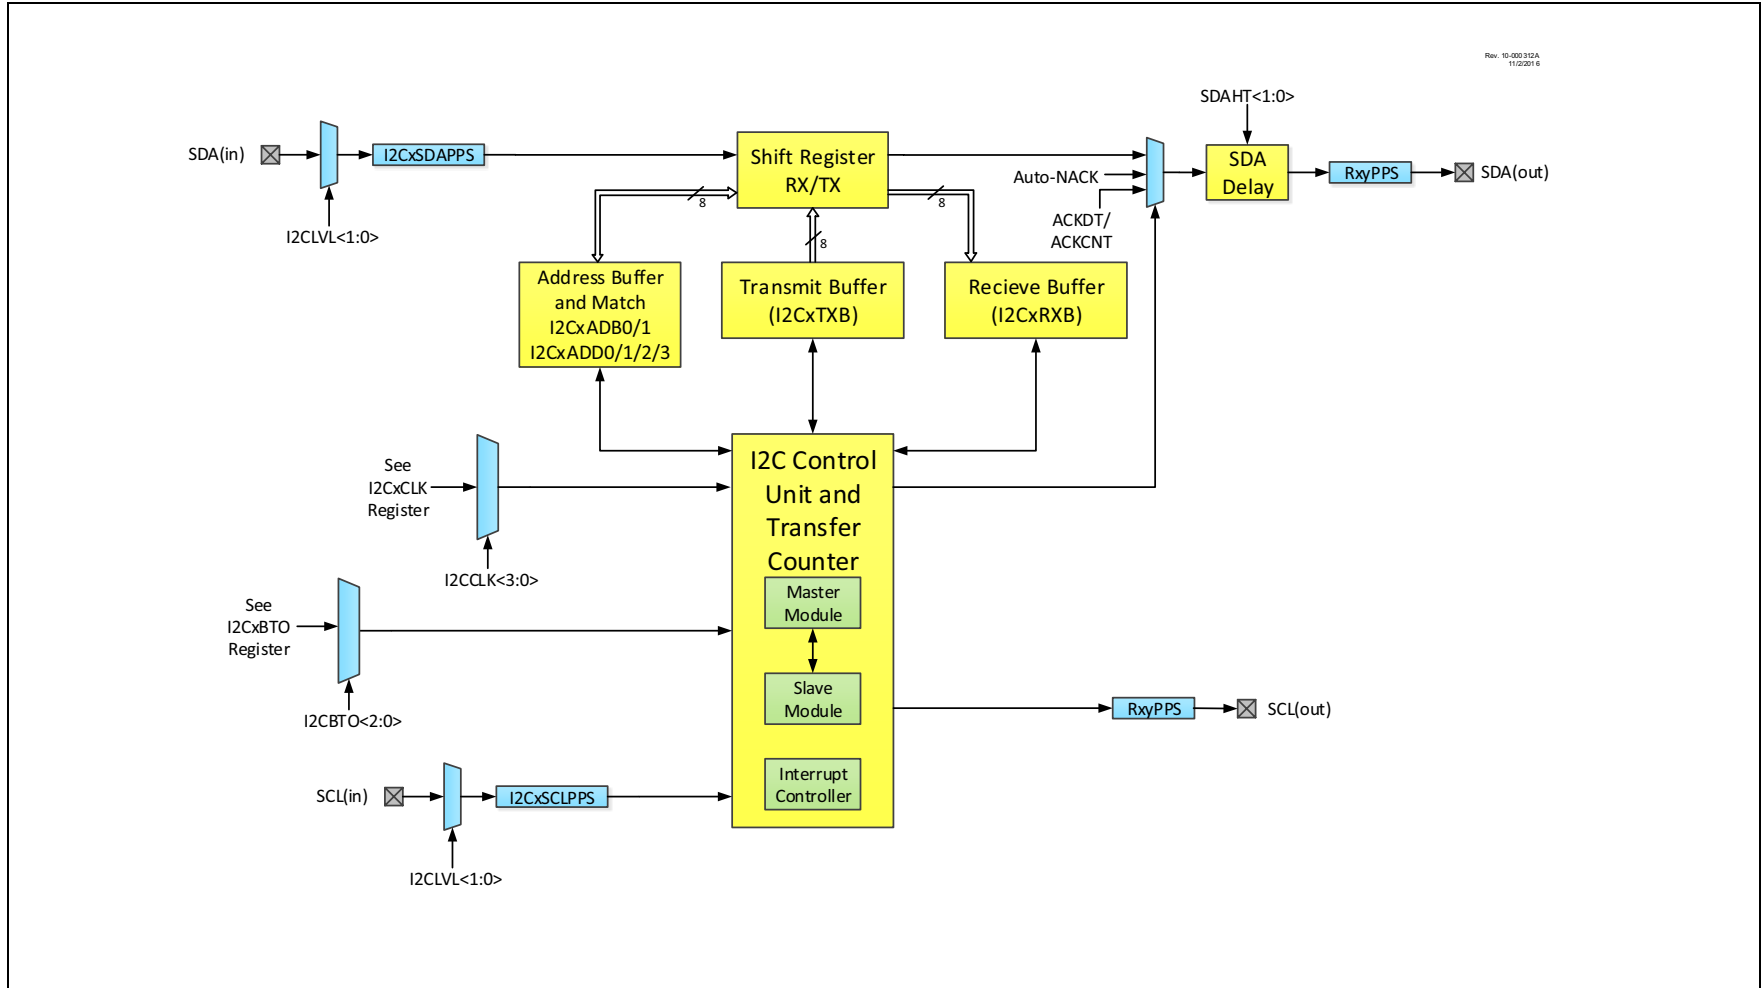 Rev. 10-000312A
11/2/2016
SDAHT<1:0>
SDA(in)
I2CxSDAPPS
I2CLVL<1:0>
Shift Register
RX/TX
Auto-NACK
ACKDT/
ACKCNT
SDA
Delay
RxyPPS
SDA(out)
8
8
8
Address Buffer
and Match
I2CxADB0/1
I2CxADD0/1/2/3
Transmit Buffer
(I2CxTXB)
Recieve Buffer
(I2CxRXB)
See
I2CxCLK
Register
I2CCLK<3:0>
I2C Control
Unit and
Transfer
Counter
Master
Module
Slave
Module
Interrupt
Controller
See
I2CxBTO
Register
I2CBTO<2:0>
RxyPPS
SCL(out)
SCL(in)
I2CxSCLPPS
I2CLVL<1:0>